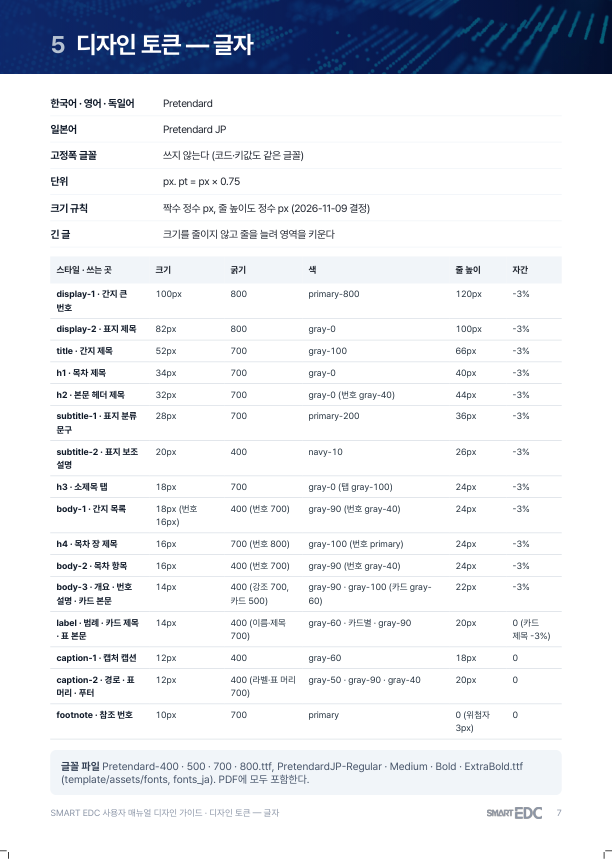 5 디자인 토큰 — 글자
한국어 · 영어 · 독일어 Pretendard
일본어 Pretendard JP
고정폭 글꼴 쓰지 않는다 (코드·키값도 같은 글꼴)
단위 px. pt = px × 0.75
크기 규칙 짝수 정수 px, 줄 높이도 정수 px (2026-11-09 결정)
긴 글 크기를 줄이지 않고 줄을 늘려 영역을 키운다
스타일 · 쓰는 곳 크기 굵기 색 줄 높이 자간
display-1 · 간지 큰 100px 800 primary-800 120px -3%
번호
display-2 · 표지 제목 82px 800 gray-0 100px -3%
title · 간지 제목 52px 700 gray-100 66px -3%
h1 · 목차 제목 34px 700 gray-0 40px -3%
h2 · 본문 헤더 제목 32px 700 gray-0 (번호 gray-40) 44px -3%
subtitle-1 · 표지 분류 28px 700 primary-200 36px -3%
문구
subtitle-2 · 표지 보조 20px 400 navy-10 26px -3%
설명
h3 · 소제목 탭 18px 700 gray-0 (탭 gray-100) 24px -3%
body-1 · 간지 목록 18px (번호 400 (번호 700) gray-90 (번호 gray-40) 24px -3%
16px)
h4 · 목차 장 제목 16px 700 (번호 800) gray-100 (번호 primary) 24px -3%
body-2 · 목차 항목 16px 400 (번호 700) gray-90 (번호 gray-40) 24px -3%
body-3 · 개요 · 번호 14px 400 (강조 700, gray-90 · gray-100 (카드 gray- 22px -3%
설명 · 카드 본문 카드 500) 60)
label · 범례 · 카드 제목 14px 400 (이름·제목 gray-60 · 카드별 · gray-90 20px 0 (카드
· 표 본문 700) 제목 -3%)
caption-1 · 캡처 캡션 12px 400 gray-60 18px 0
caption-2 · 경로 · 표 12px 400 (라벨·표 머리 gray-50 · gray-90 · gray-40 20px 0
머리 · 푸터 700)
footnote · 참조 번호 10px 700 primary 0 (위첨자 0
3px)
글꼴 파일 Pretendard-400 · 500 · 700 · 800.ttf, PretendardJP-Regular · Medium · Bold · ExtraBold.ttf
(template/assets/fonts, fonts_ja). PDF에 모두 포함한다.
SMART EDC 사용자 매뉴얼 디자인 가이드 · 디자인 토큰 — 글자 SMART EDC 7